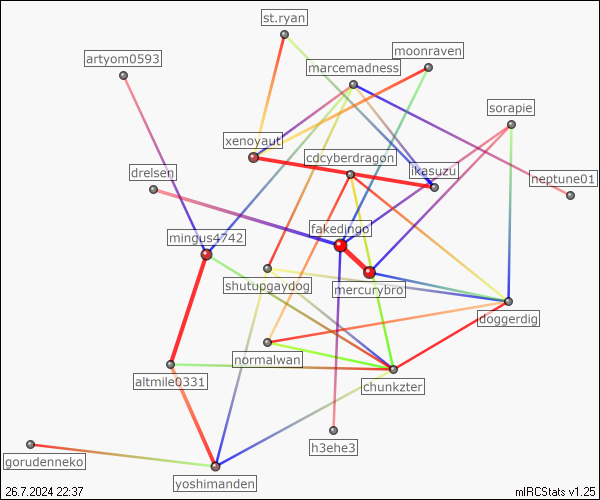 st.ryan
moonraven
artyom0593
marcemadness
sorapie
xenoyaut
cdcyberdragon
ikasuzu
drelsen
neptune01
fakedingo
mingus4742
shutupgaydog
mercurybro
doggerdig
normalwan
altmile0331
chunkzter
h3ehe3
gorudenneko
yoshimanden
26.7.2024 22:37
mIRCStats v1.25